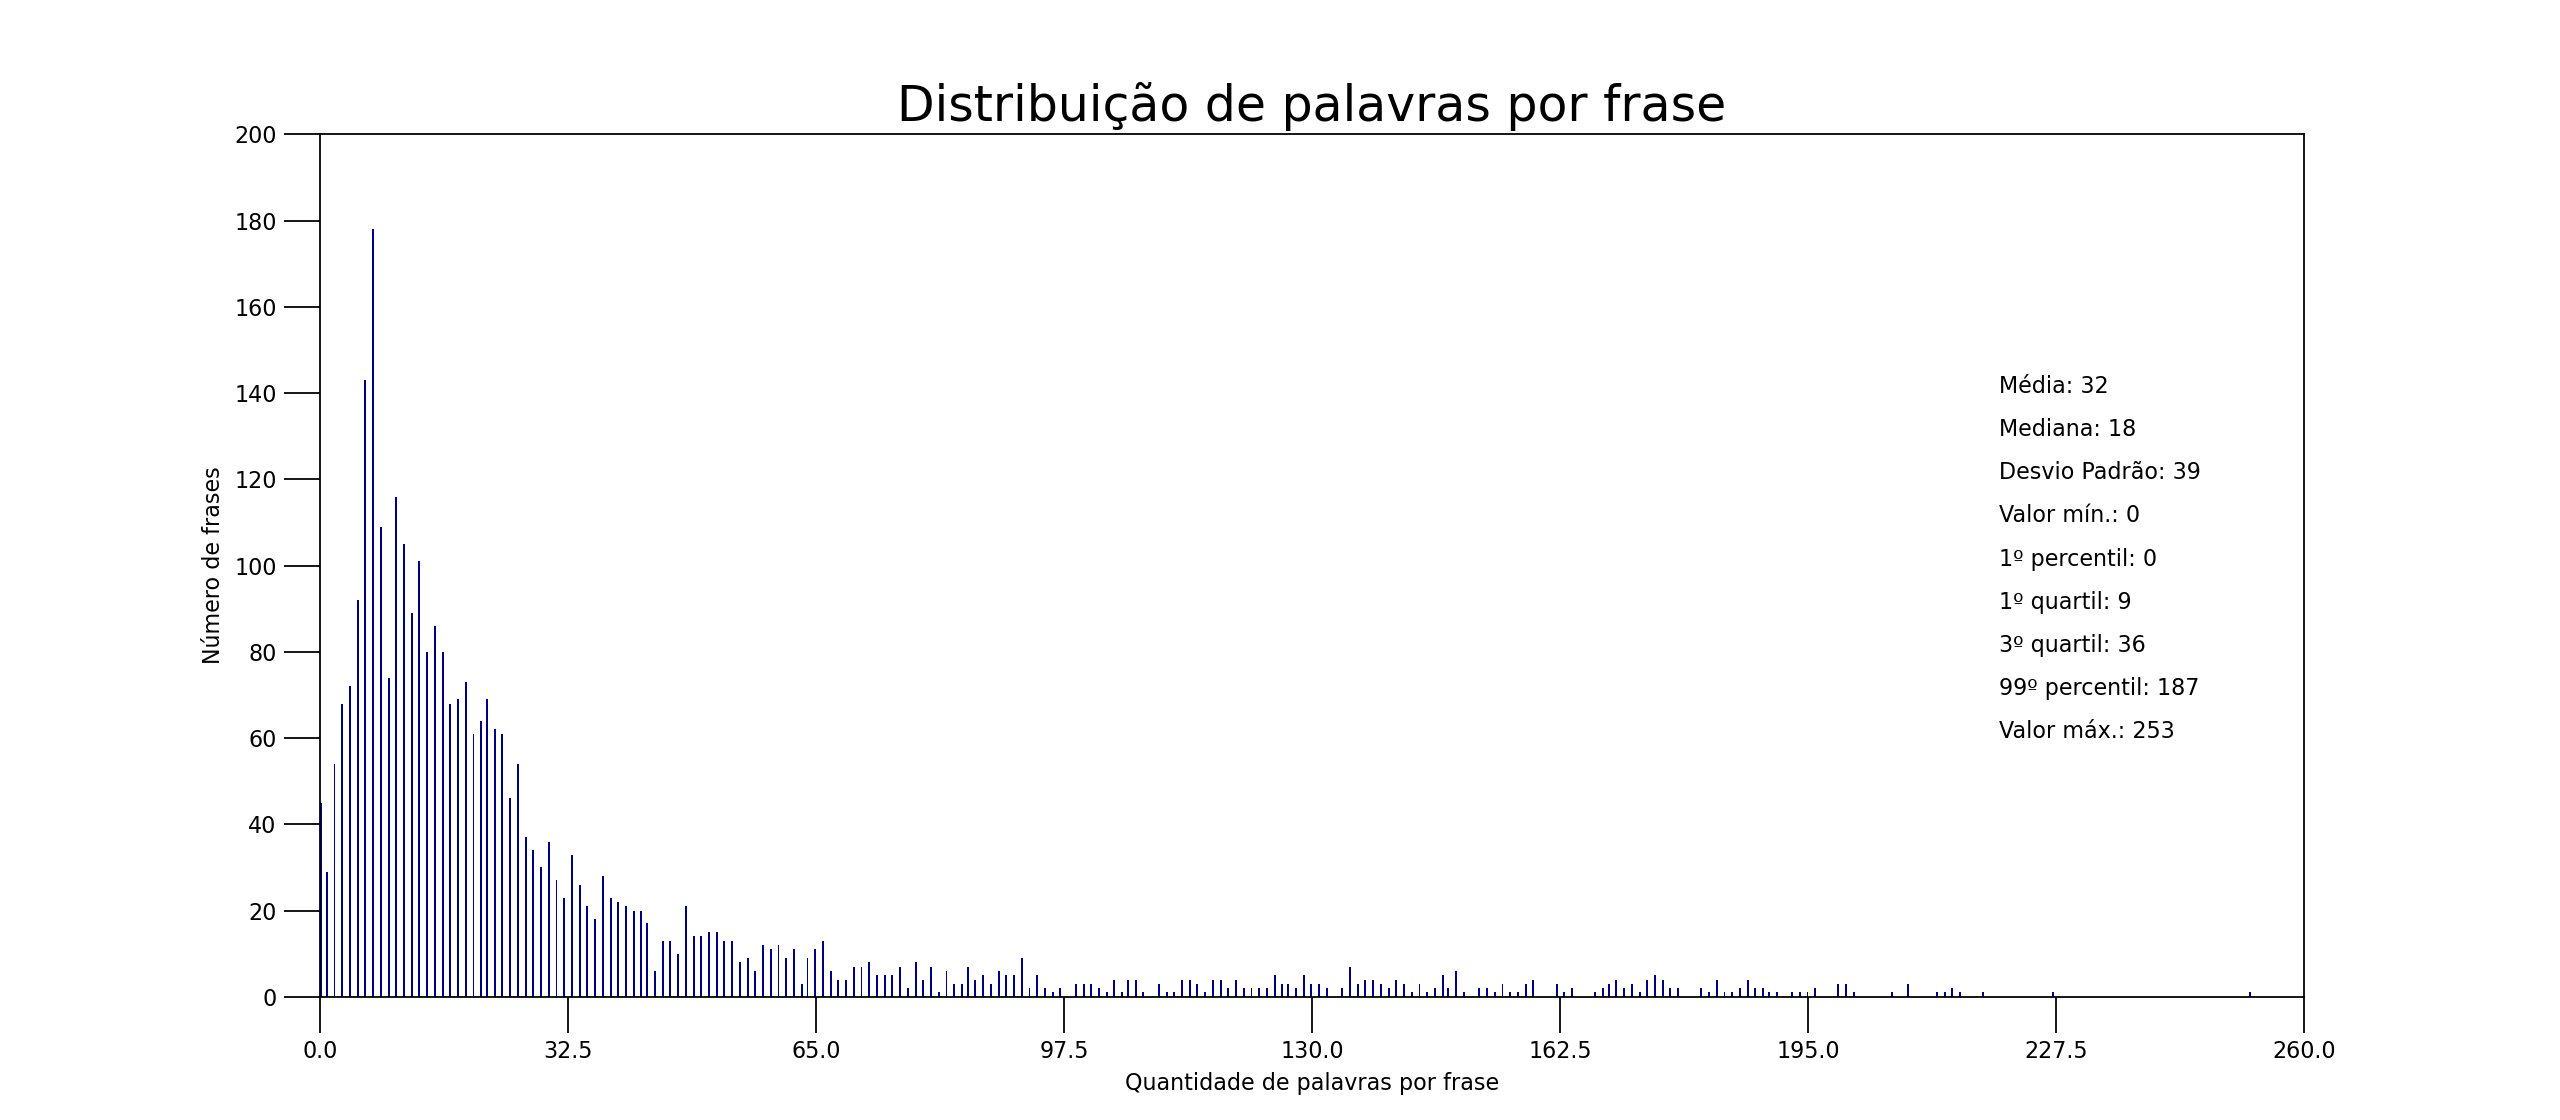 Distribuição de palavras por frase
200
180
160
140
120
100
80
60
40
20
0
Número de frases
Média: 32
Mediana: 18
Desvio Padrão: 39
Valor mín.: 0
1º percentil: 0
1º quartil: 9
3º quartil: 36
99º percentil: 187
Valor máx.: 253
0.0 32.5 65.0 97.5 130.0 162.5 195.0 227.5 260.0
Quantidade de palavras por frase